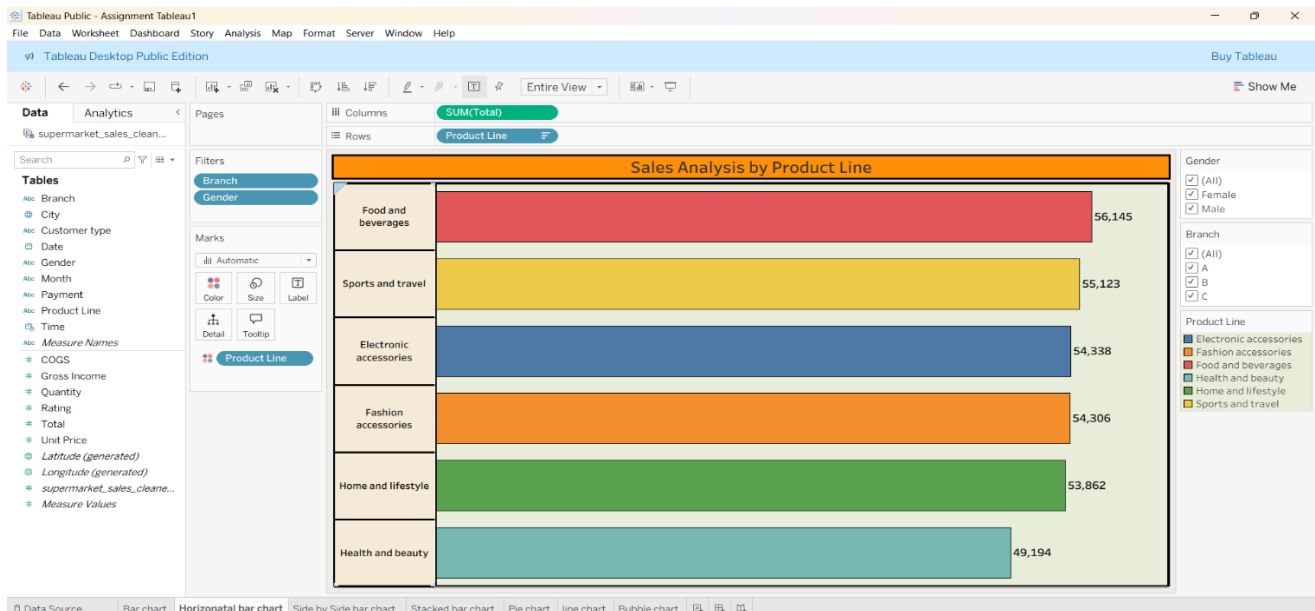 Tableau Public - Assignment Tableau1
File Data Worksheet Dashboard Story Analysis Map Format Server Window Help
Tableau Desktop Public Edition
Buy Tableau
Entire View
Show Me
Data Analytics
supermarket_sales_clean...
Search
Tables
Abc Branch
City
Abc Customer type
Date
Abc Gender
Abc Month
Abc Payment
Abc Product Line
Time
Abc Measure Names
# COGS
# Gross Income
# Quantity
# Rating
# Total
# Unit Price
Latitude (generated)
Longitude (generated)
# supermarket_sales_cleane...
# Measure Values
Pages
Filters
Branch
Gender
Marks
Automatic
Color Size Label
Detail Tooltip
Product Line
Columns SUM(Total)
Rows Product Line
Sales Analysis by Product Line
Food and
beverages
56,145
Sports and travel
55,123
Electronic
accessories
54,338
Fashion
accessories
54,306
Home and lifestyle
53,862
Health and beauty
49,194
Gender
(All)
Female
Male
Branch
(All)
A
B
C
Product Line
Electronic accessories
Fashion accessories
Food and beverages
Health and beauty
Home and lifestyle
Sports and travel
Data Source Bar chart Horizonatal bar chart Side by Side bar chart Stacked bar chart Pie chart line chart Bubble chart